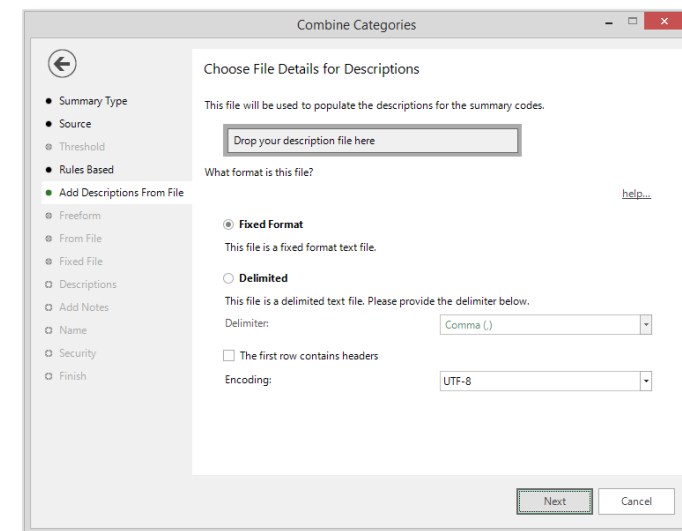 Combine Categories
Choose File Details for Descriptions
Summary Type
Source
Threshold
Rules Based
Add Descriptions From File
Freeform
From File
Fixed File
Descriptions
Add Notes
Name
Security
Finish
This file will be used to populate the descriptions for the summary codes.
Drop your description file here
What format is this file?
help...
Fixed Format
This file is a fixed format text file.
Delimited
This file is a delimited text file. Please provide the delimiter below.
Delimiter: Comma (,)
The first row contains headers
Encoding: UTF-8
Next Cancel